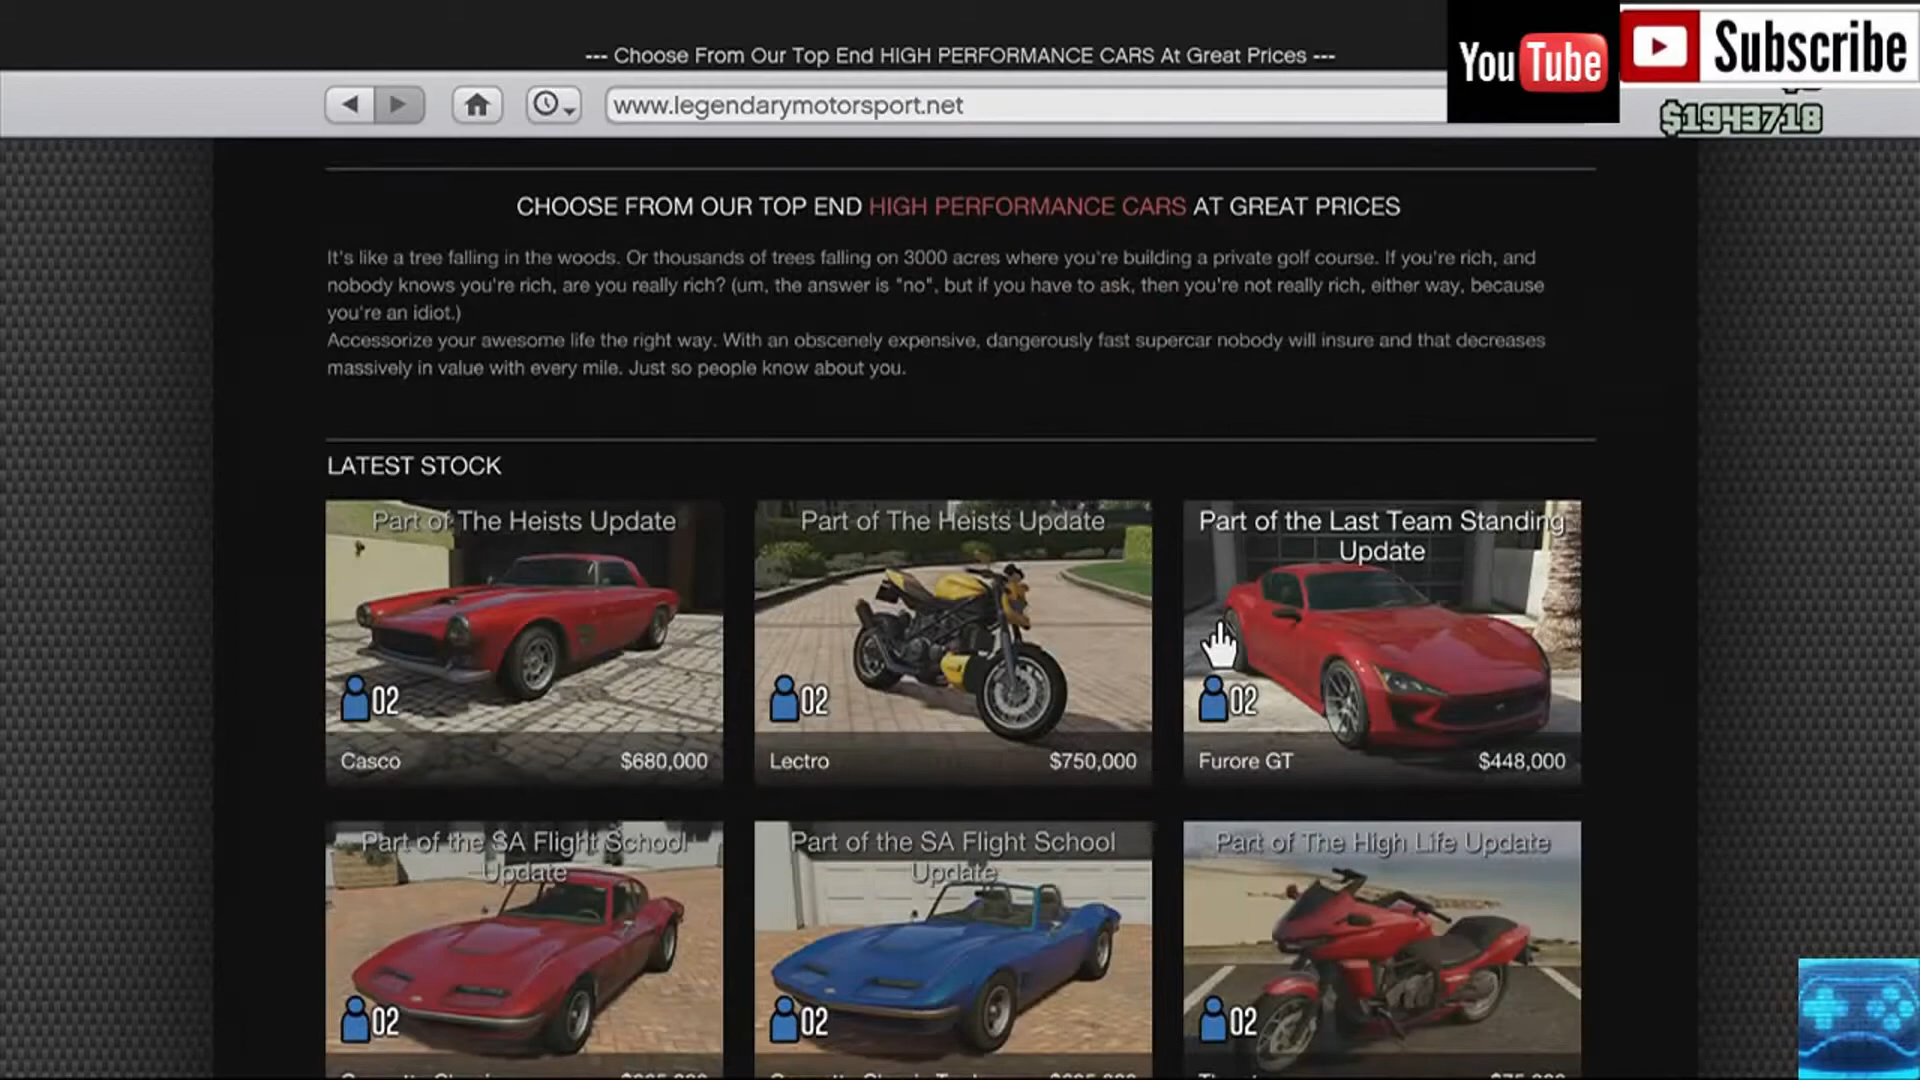 --- Choose From Our Top End HIGH PERFORMANCE CARS At Great Prices ---
YouTube
Subscribe
www.legendarymotorsport.net
$1943718
CHOOSE FROM OUR TOP END HIGH PERFORMANCE CARS AT GREAT PRICES
It's like a tree falling in the woods. Or thousands of trees falling on 3000 acres where you're building a private golf course. If you're rich, and
nobody knows you're rich, are you really rich? (um, the answer is "no", but if you have to ask, then you're not really rich, either way, because
you're an idiot.)
Accessorize your awesome life the right way. With an obscenely expensive, dangerously fast supercar nobody will insure and that decreases
massively in value with every mile. Just so people know about you.
LATEST STOCK
Part of The Heists Update
02
Casco $680,000
Part of The Heists Update
02
Lectro $750,000
Part of the Last Team Standing
Update
02
Furore GT $448,000
Part of the SA Flight School
Update
02
Part of the SA Flight School
Update
02
Part of The High Life Update
02